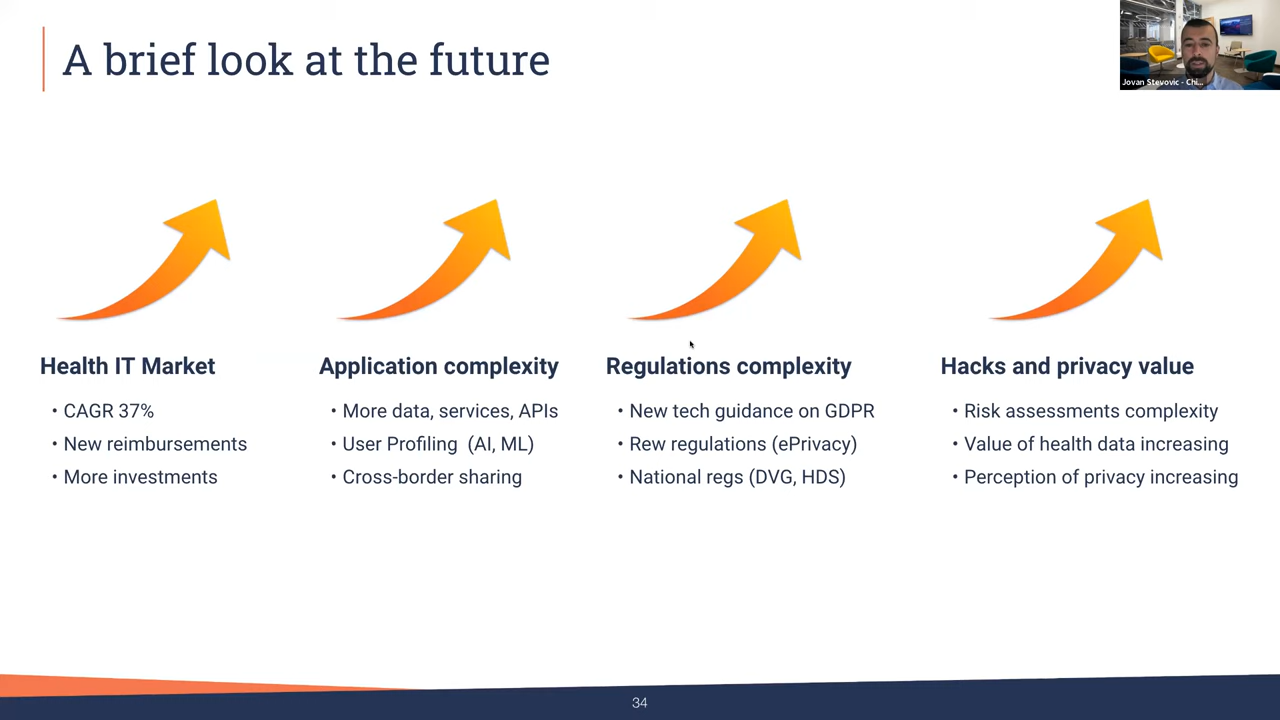 A brief look at the future
Jovan Stevovic - Chi...
Health IT Market
• CAGR 37%
• New reimbursements
• More investments
Application complexity
• More data, services, APIs
• User Profiling (AI, ML)
• Cross-border sharing
Regulations complexity
• New tech guidance on GDPR
• Rew regulations (ePrivacy)
• National regs (DVG, HDS)
Hacks and privacy value
• Risk assessments complexity
• Value of health data increasing
• Perception of privacy increasing
34